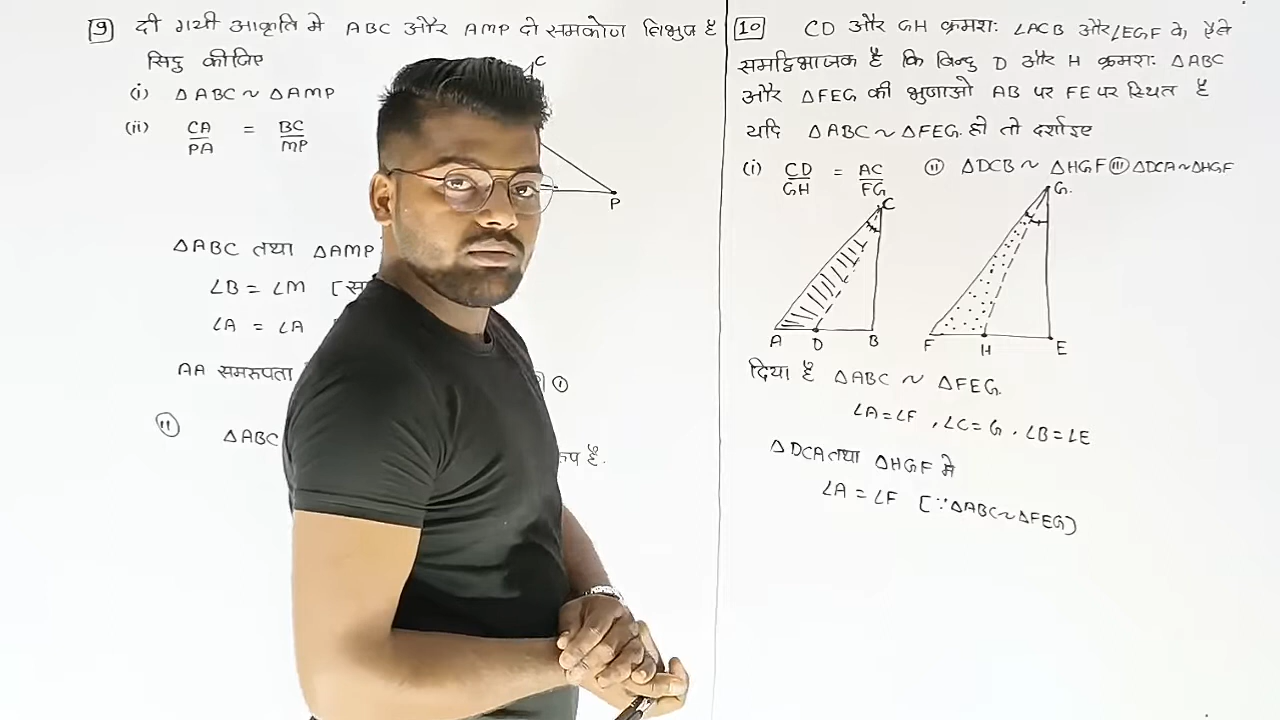 9 दी गयी आकृति मे ABC और AMP दो समकोण त्रिभुज है
सिद्ध कीजिए
(i) △ABC ~ △AMP
(ii) CA/PA = BC/MP
C
P
△ABC तथा △AMP
∠B = ∠M [
∠A = ∠A
AA समरूपता
①
ⓘⓘ △ABC
है.
10 CD और GH क्रमशः ∠ACB और ∠EGF के ऐसे
समद्विभाजक है कि बिन्दु D और H क्रमशः △ABC
और △FEG की भुजाओ AB पर FE पर स्थित है
यदि △ABC ~ △FEG. हो तो दर्शाइए
(i) CD/GH = AC/FG ⓘⓘ △DCB ~ △HGF ⓘⓘⓘ △DCA ~ △HGF
C G.
A D B F H E
दिया है △ABC ~ △FEG.
∠A = ∠F , ∠C = G . ∠B = ∠E
△DCA तथा △HGF मे
∠A = ∠F [∵ △ABC ~ △FEG)